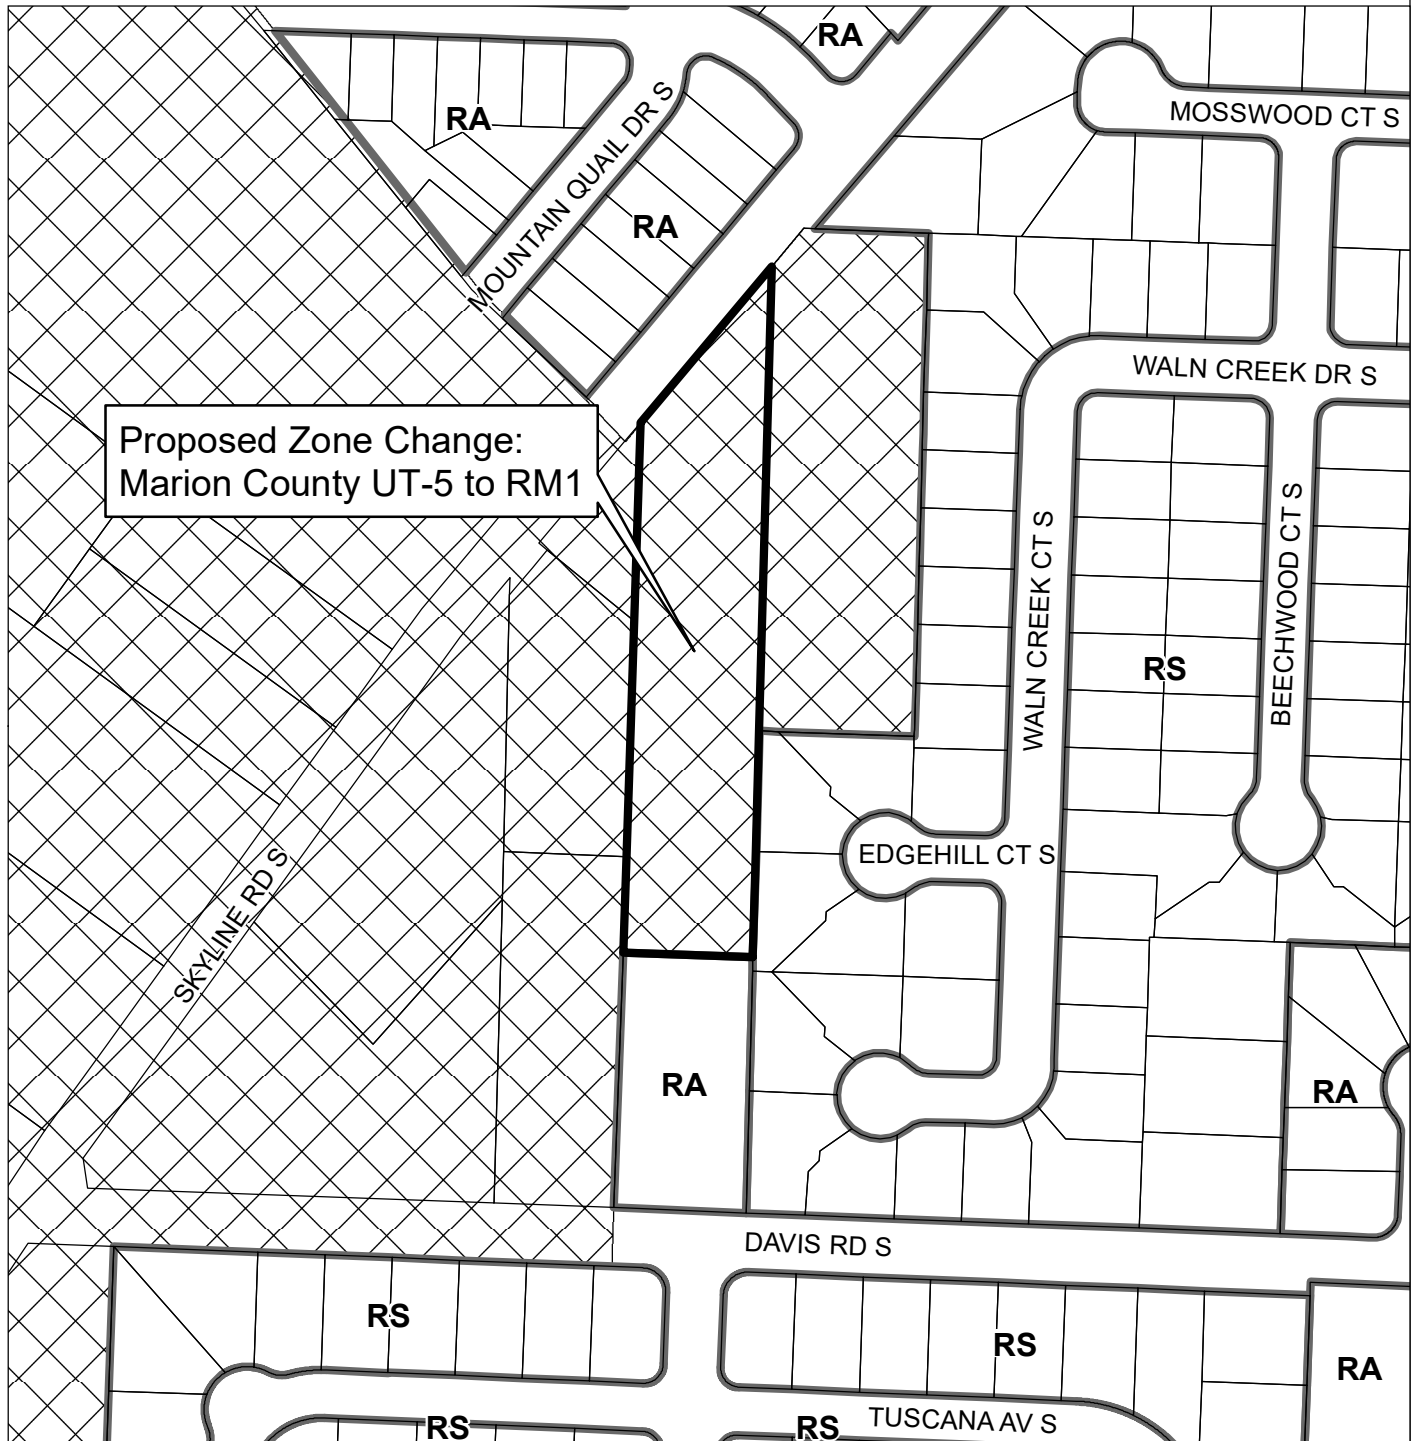 RA
MOSSWOOD CT S
RA
MOUNTAIN QUAIL DR S
RA
WALN CREEK DR S
Proposed Zone Change:
Marion County UT-5 to RM1
WALN CREEK CT S
BEECHWOOD CT S
RS
EDGEHILL CT S
SKYLINE RD S
RA
RA
DAVIS RD S
RS
RS
RA
TUSCANA AV S
RS
RS